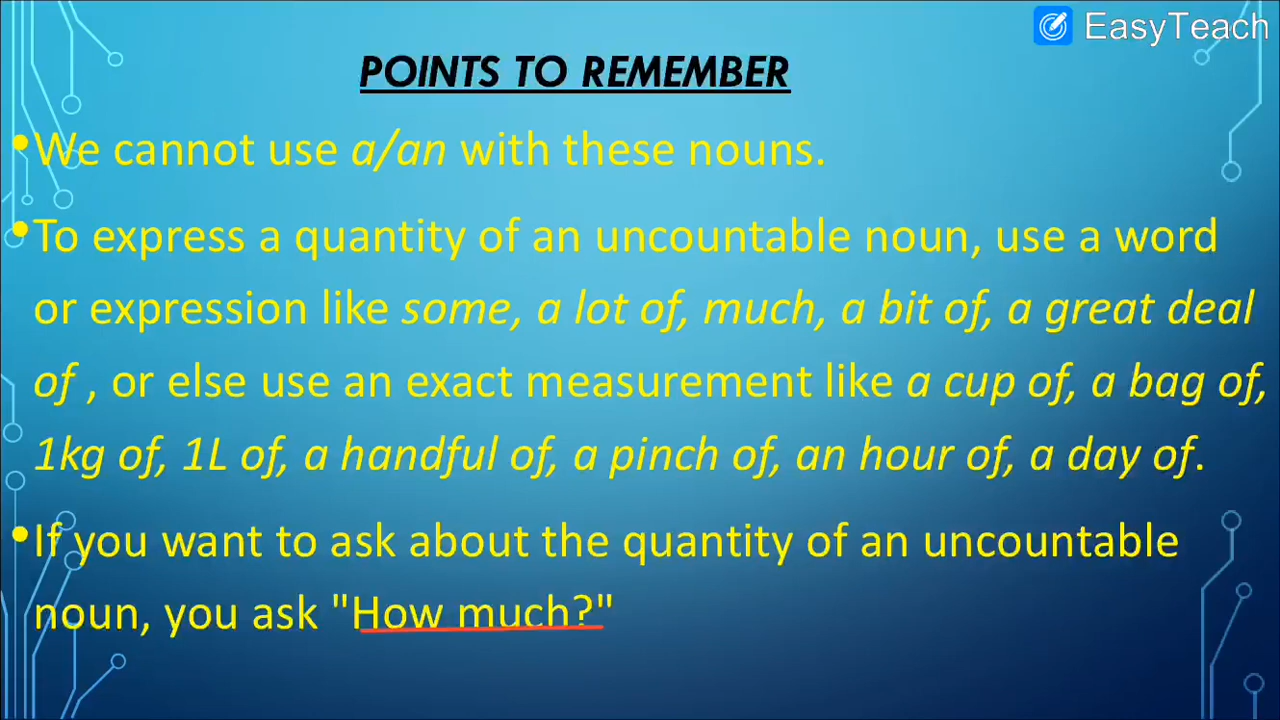 EasyTeach
POINTS TO REMEMBER
•We cannot use a/an with these nouns.
•To express a quantity of an uncountable noun, use a word
or expression like some, a lot of, much, a bit of, a great deal
of , or else use an exact measurement like a cup of, a bag of,
1kg of, 1L of, a handful of, a pinch of, an hour of, a day of.
•If you want to ask about the quantity of an uncountable
noun, you ask "How much?"